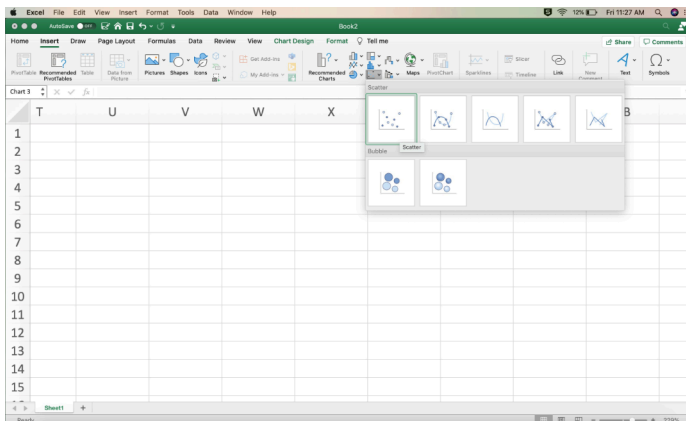 Excel File Edit View Insert Format Tools Data Window Help 12% Fri 11:27 AM
AutoSave OFF Book2
Home Insert Draw Page Layout Formulas Data Review View Chart Design Format Tell me Share Comments
PivotTable Recommended PivotTables Table Data from Picture Pictures Shapes Icons Get Add-ins My Add-ins Recommended Charts Maps PivotChart Sparklines Slicer Timeline Link New Comment Text Symbols
Chart 3 fx
Scatter
T U V W X B
Scatter
Bubble
1
2
3
4
5
6
7
8
9
10
11
12
13
14
15
Sheet1 +
Ready 229%